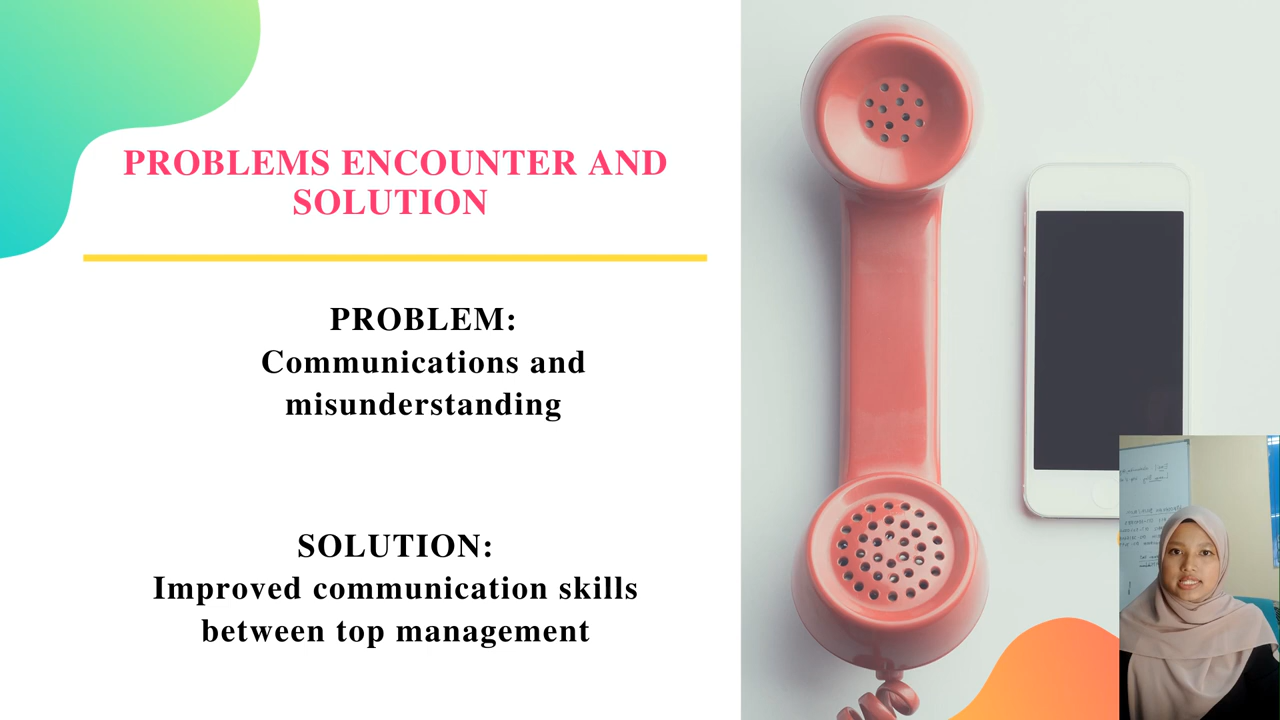 PROBLEMS ENCOUNTER AND
SOLUTION
PROBLEM:
Communications and
misunderstanding
SOLUTION:
Improved communication skills
between top management